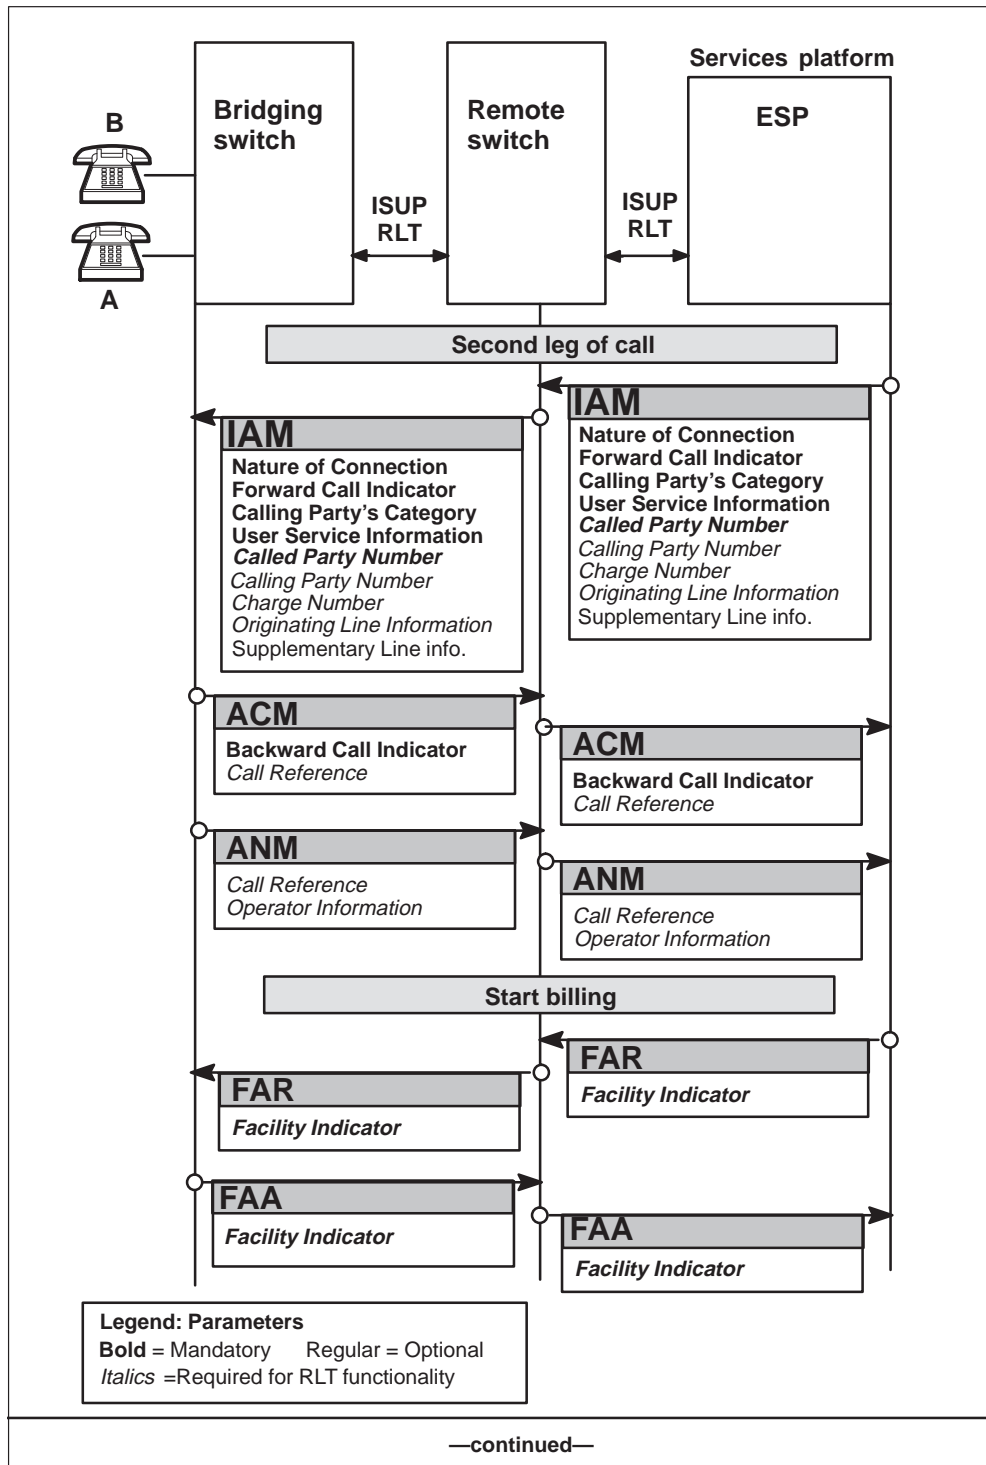 Services platform
Bridging
switch
Remote
switch
ESP
B
A
ISUP
RLT
ISUP
RLT
Second leg of call
IAM
Nature of Connection
Forward Call Indicator
Calling Party's Category
User Service Information
Called Party Number
Calling Party Number
Charge Number
Originating Line Information
Supplementary Line info.
IAM
Nature of Connection
Forward Call Indicator
Calling Party's Category
User Service Information
Called Party Number
Calling Party Number
Charge Number
Originating Line Information
Supplementary Line info.
ACM
Backward Call Indicator
Call Reference
ACM
Backward Call Indicator
Call Reference
ANM
Call Reference
Operator Information
ANM
Call Reference
Operator Information
Start billing
FAR
Facility Indicator
FAR
Facility Indicator
FAA
Facility Indicator
FAA
Facility Indicator
Legend: Parameters
Bold = Mandatory Regular = Optional
Italics =Required for RLT functionality
—continued—